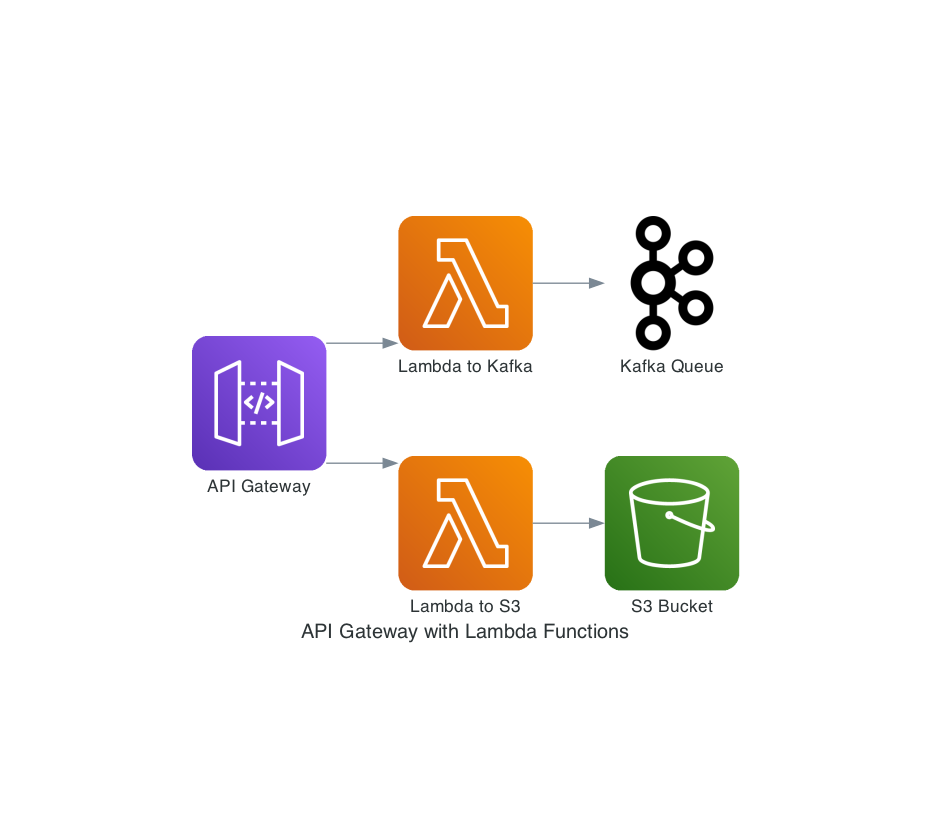 Lambda to Kafka
Kafka Queue
</>
API Gateway
Lambda to S3
S3 Bucket
API Gateway with Lambda Functions